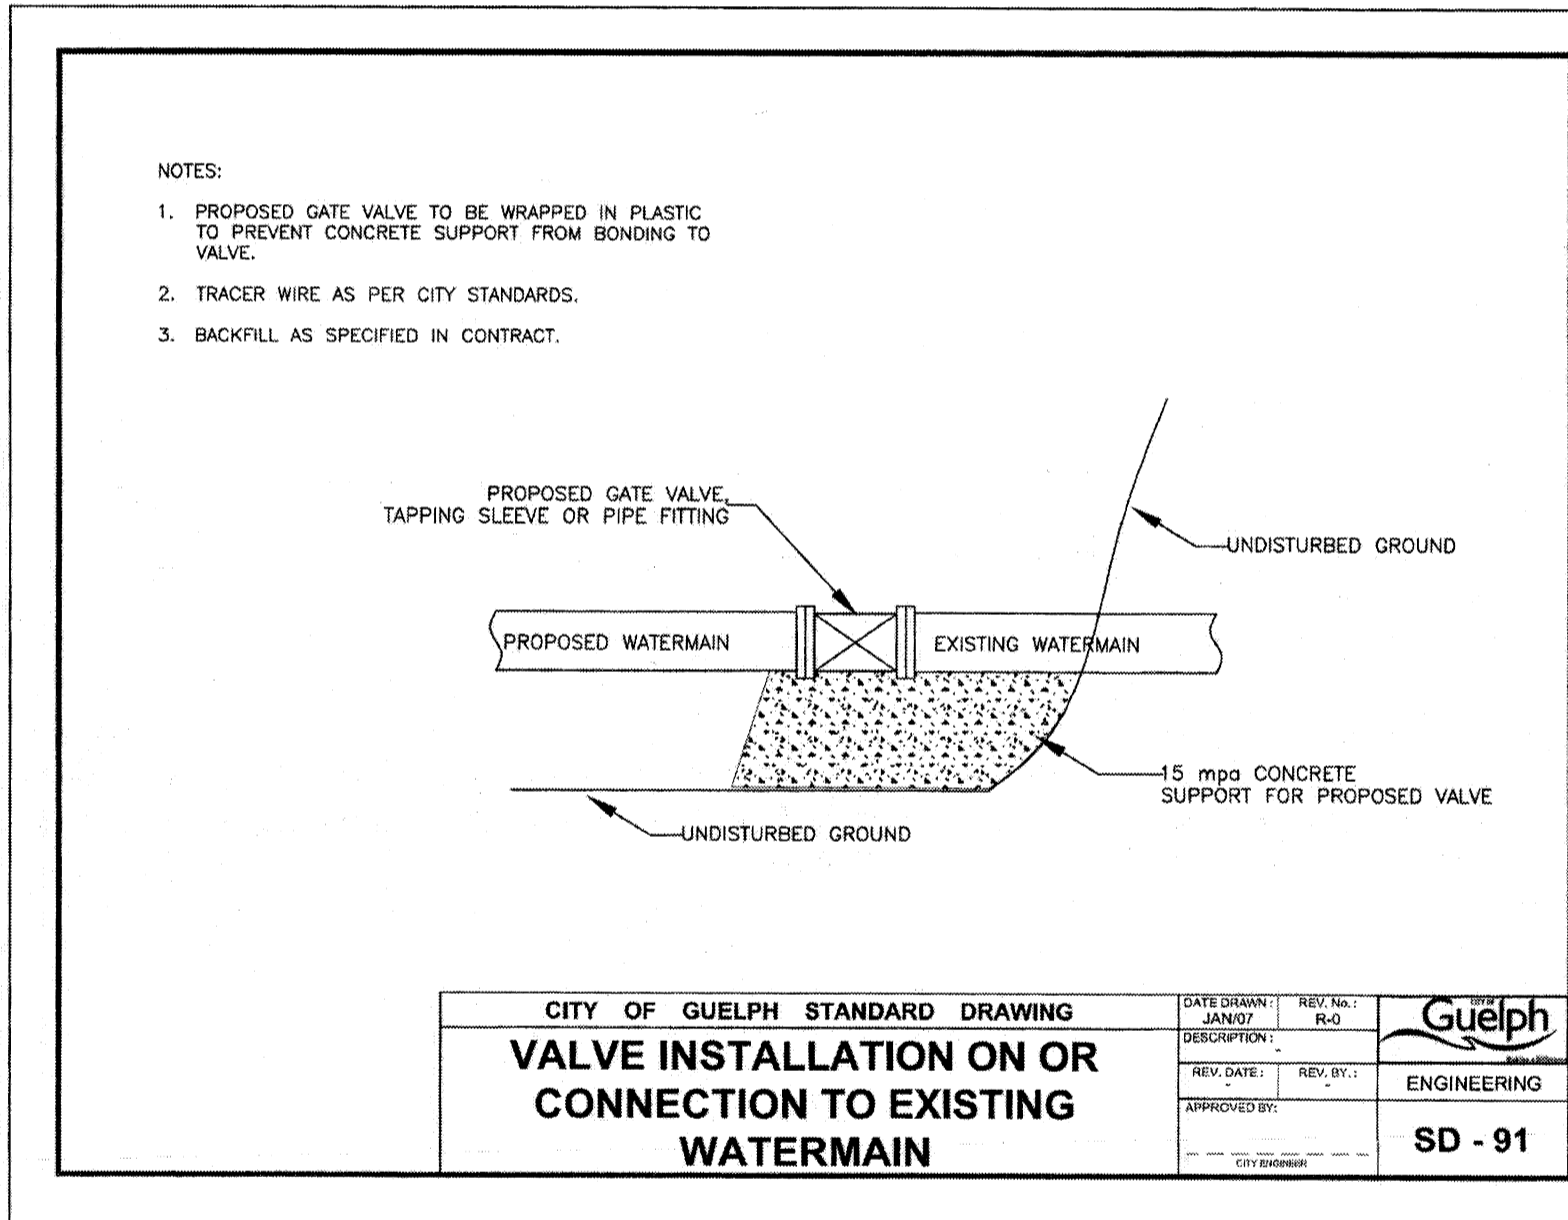 NOTES:
1. PROPOSED GATE VALVE TO BE WRAPPED IN PLASTIC
TO PREVENT CONCRETE SUPPORT FROM BONDING TO
VALVE.
2. TRACER WIRE AS PER CITY STANDARDS.
3. BACKFILL AS SPECIFIED IN CONTRACT.
PROPOSED GATE VALVE,
TAPPING SLEEVE OR PIPE FITTING
UNDISTURBED GROUND
PROPOSED WATERMAIN
EXISTING WATERMAIN
15 mpa CONCRETE
SUPPORT FOR PROPOSED VALVE
UNDISTURBED GROUND
CITY OF GUELPH STANDARD DRAWING
VALVE INSTALLATION ON OR
CONNECTION TO EXISTING
WATERMAIN
DATE DRAWN:
JAN/07
REV. No.:
R-0
DESCRIPTION:
-
REV. DATE:
-
REV. BY.:
-
APPROVED BY:
CITY ENGINEER
CITY OF
Guelph
ENGINEERING
SD - 91